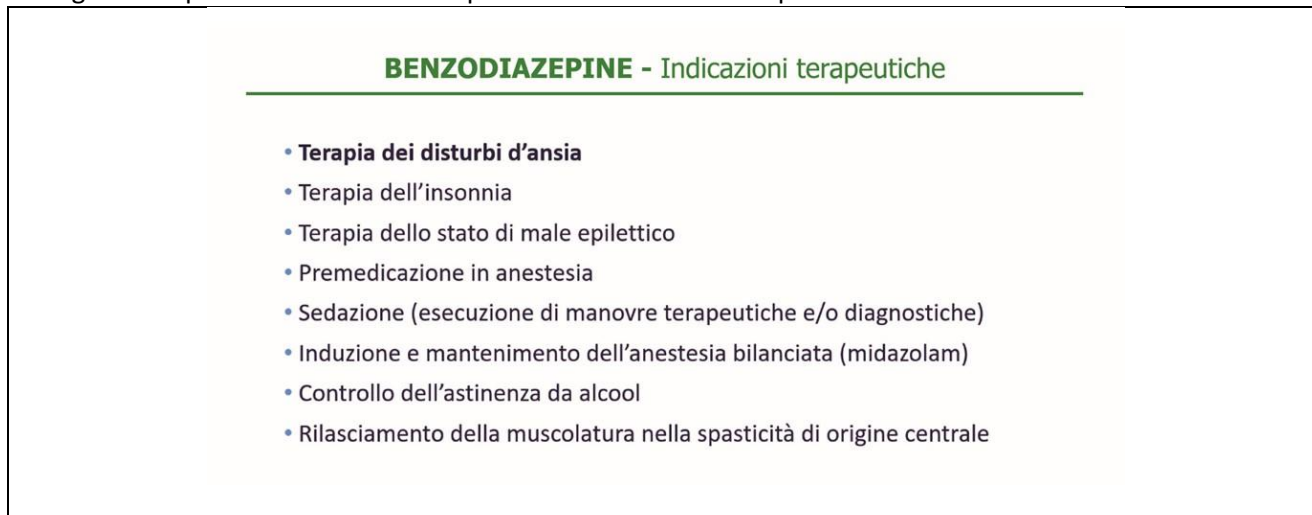 BENZODIAZEPINE - Indicazioni terapeutiche
• Terapia dei disturbi d'ansia
• Terapia dell'insonnia
• Terapia dello stato di male epilettico
• Premedicazione in anestesia
• Sedazione (esecuzione di manovre terapeutiche e/o diagnostiche)
• Induzione e mantenimento dell'anestesia bilanciata (midazolam)
• Controllo dell'astinenza da alcool
• Rilasciamento della muscolatura nella spasticità di origine centrale